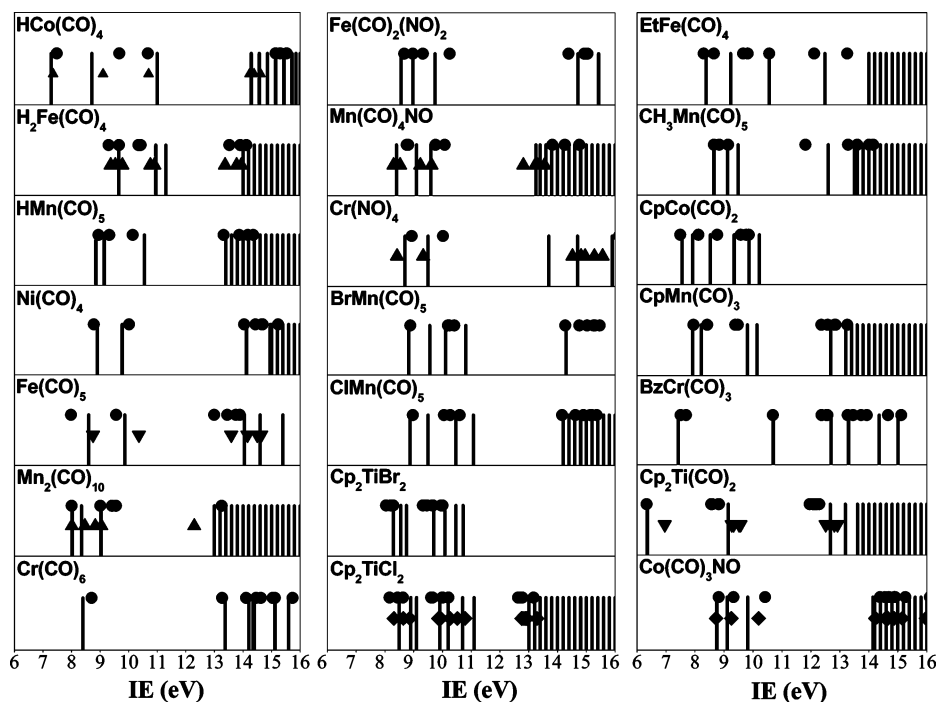 HCo(CO)₄
H₂Fe(CO)₄
HMn(CO)₅
Ni(CO)₄
Fe(CO)₅
Mn₂(CO)₁₀
Cr(CO)₆
6 7 8 9 10 11 12 13 14 15 16
IE (eV)
Fe(CO)₂(NO)₂
Mn(CO)₄NO
Cr(NO)₄
BrMn(CO)₅
ClMn(CO)₅
Cp₂TiBr₂
Cp₂TiCl₂
6 7 8 9 10 11 12 13 14 15 16
IE (eV)
EtFe(CO)₄
CH₃Mn(CO)₅
CpCo(CO)₂
CpMn(CO)₃
BzCr(CO)₃
Cp₂Ti(CO)₂
Co(CO)₃NO
6 7 8 9 10 11 12 13 14 15 16
IE (eV)